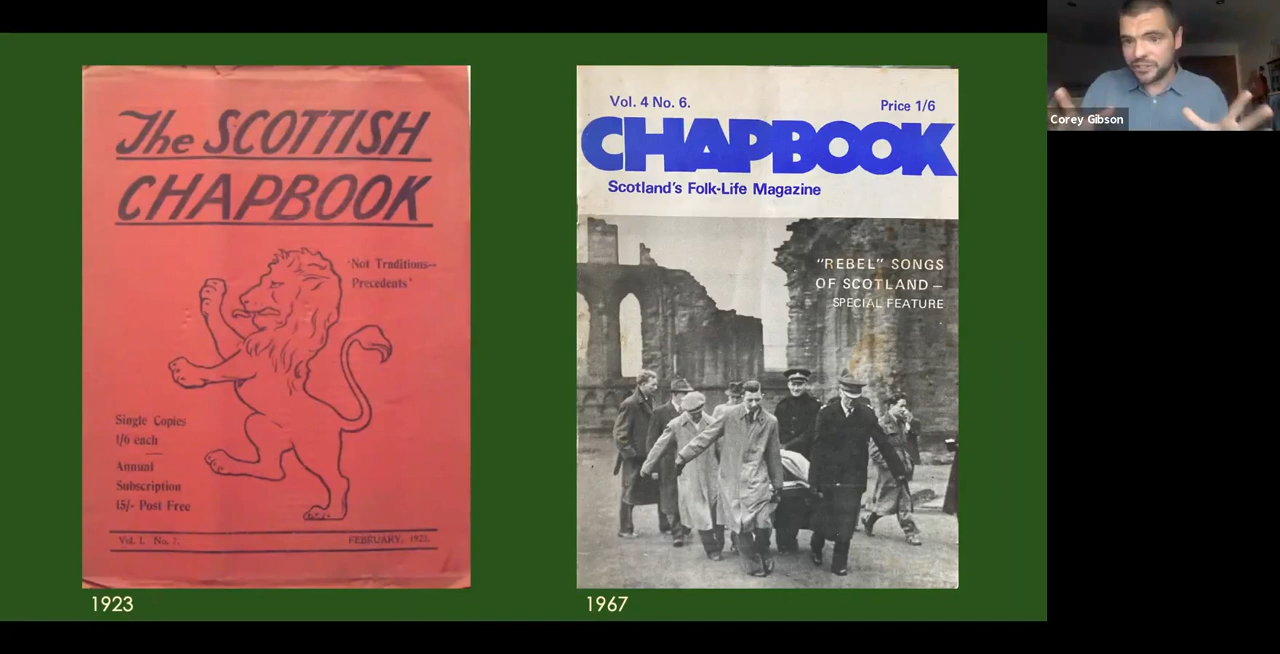 The SCOTTISH
CHAPBOOK
'Not Traditions--
Precedents'
Single Copies
1/6 each
Annual
Subscription
15/- Post Free
Vol. I. No. 7.
FEBRUARY, 1923.
1923
Vol. 4 No. 6.
Price 1/6
CHAPBOOK
Scotland's Folk-Life Magazine
"REBEL" SONGS
OF SCOTLAND –
SPECIAL FEATURE
1967
Corey Gibson